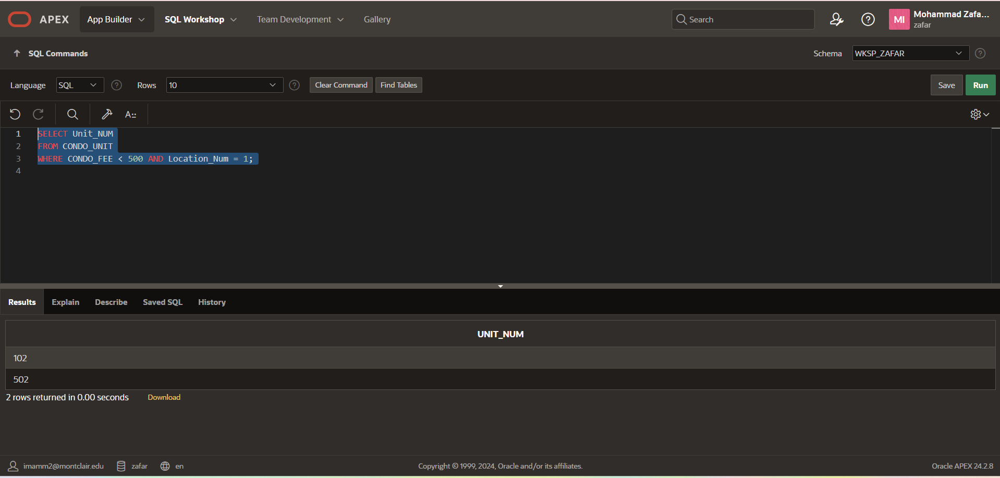 APEX App Builder SQL Workshop Team Development Gallery Search MI Mohammad Zafa...
zafar
SQL Commands Schema WKSP_ZAFAR
Language SQL Rows 10 Clear Command Find Tables Save Run
A::
1 SELECT Unit_NUM
2 FROM CONDO_UNIT
3 WHERE CONDO_FEE < 500 AND Location_Num = 1;
4
Results Explain Describe Saved SQL History
UNIT_NUM
102
502
2 rows returned in 0.00 seconds Download
imamm2@montclair.edu zafar en Copyright © 1999, 2024, Oracle and/or its affiliates. Oracle APEX 24.2.8